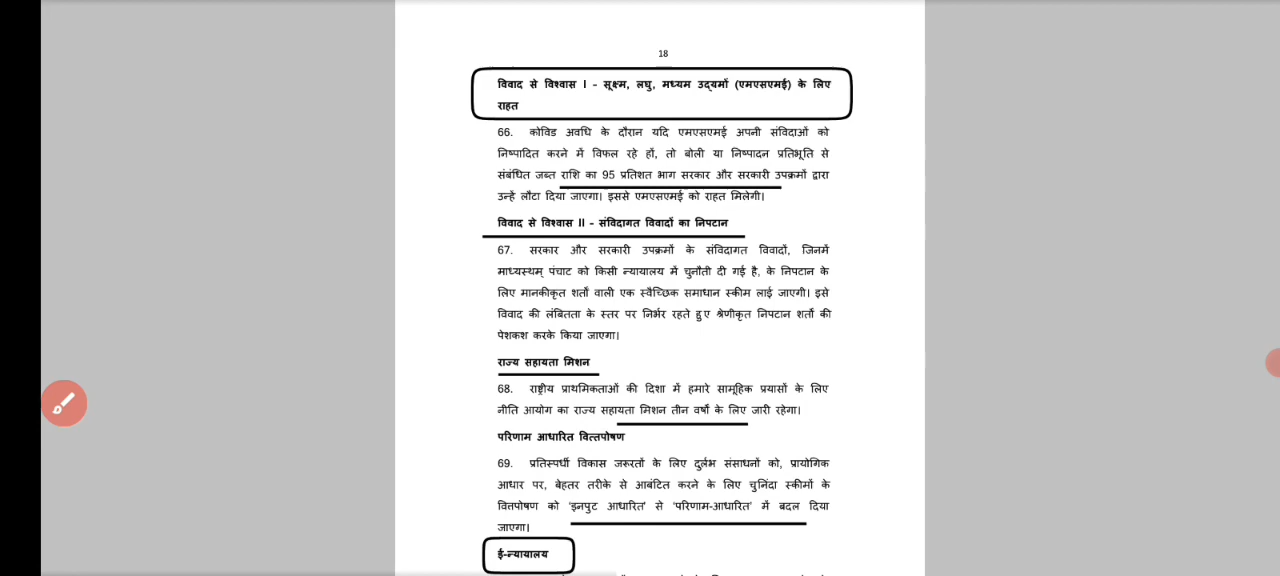 18
विवाद से विश्वास I – सूक्ष्म, लघु, मध्यम उद्यमों (एमएसएमई) के लिए
राहत
66. कोविड अवधि के दौरान यदि एमएसएमई अपनी संविदाओं को
निष्पादित करने में विफल रहे हों, तो बोली या निष्पादन प्रतिभूति से
संबंधित जब्त राशि का 95 प्रतिशत भाग सरकार और सरकारी उपक्रमों द्वारा
उन्हें लौटा दिया जाएगा। इससे एमएसएमई को राहत मिलेगी।
विवाद से विश्वास II – संविदागत विवादों का निपटान
67. सरकार और सरकारी उपक्रमों के संविदागत विवादों, जिनमें
माध्यस्थम् पंचाट को किसी न्यायालय में चुनौती दी गई है, के निपटान के
लिए मानकीकृत शर्तों वाली एक स्वैच्छिक समाधान स्कीम लाई जाएगी। इसे
विवाद की लंबितता के स्तर पर निर्भर रहते हुए श्रेणीकृत निपटान शर्तों की
पेशकश करके किया जाएगा।
राज्य सहायता मिशन
68. राष्ट्रीय प्राथमिकताओं की दिशा में हमारे सामूहिक प्रयासों के लिए
नीति आयोग का राज्य सहायता मिशन तीन वर्षों के लिए जारी रहेगा।
परिणाम आधारित वित्तपोषण
69. प्रतिस्पर्धी विकास जरूरतों के लिए दुर्लभ संसाधनों को, प्रायोगिक
आधार पर, बेहतर तरीके से आबंटित करने के लिए चुनिंदा स्कीमों के
वित्तपोषण को 'इनपुट आधारित' से 'परिणाम-आधारित' में बदल दिया
जाएगा।
ई-न्यायालय